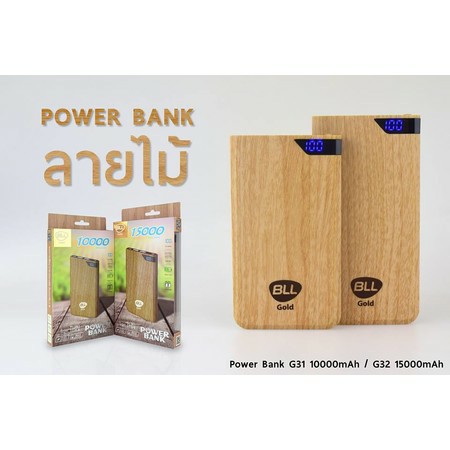 POWER BANK
ลายไม้
BLL
10000
POWER
BANK
15000
POWER
BANK
100
BLL
Gold
100
BLL
Gold
Power Bank G31 10000mAh / G32 15000mAh